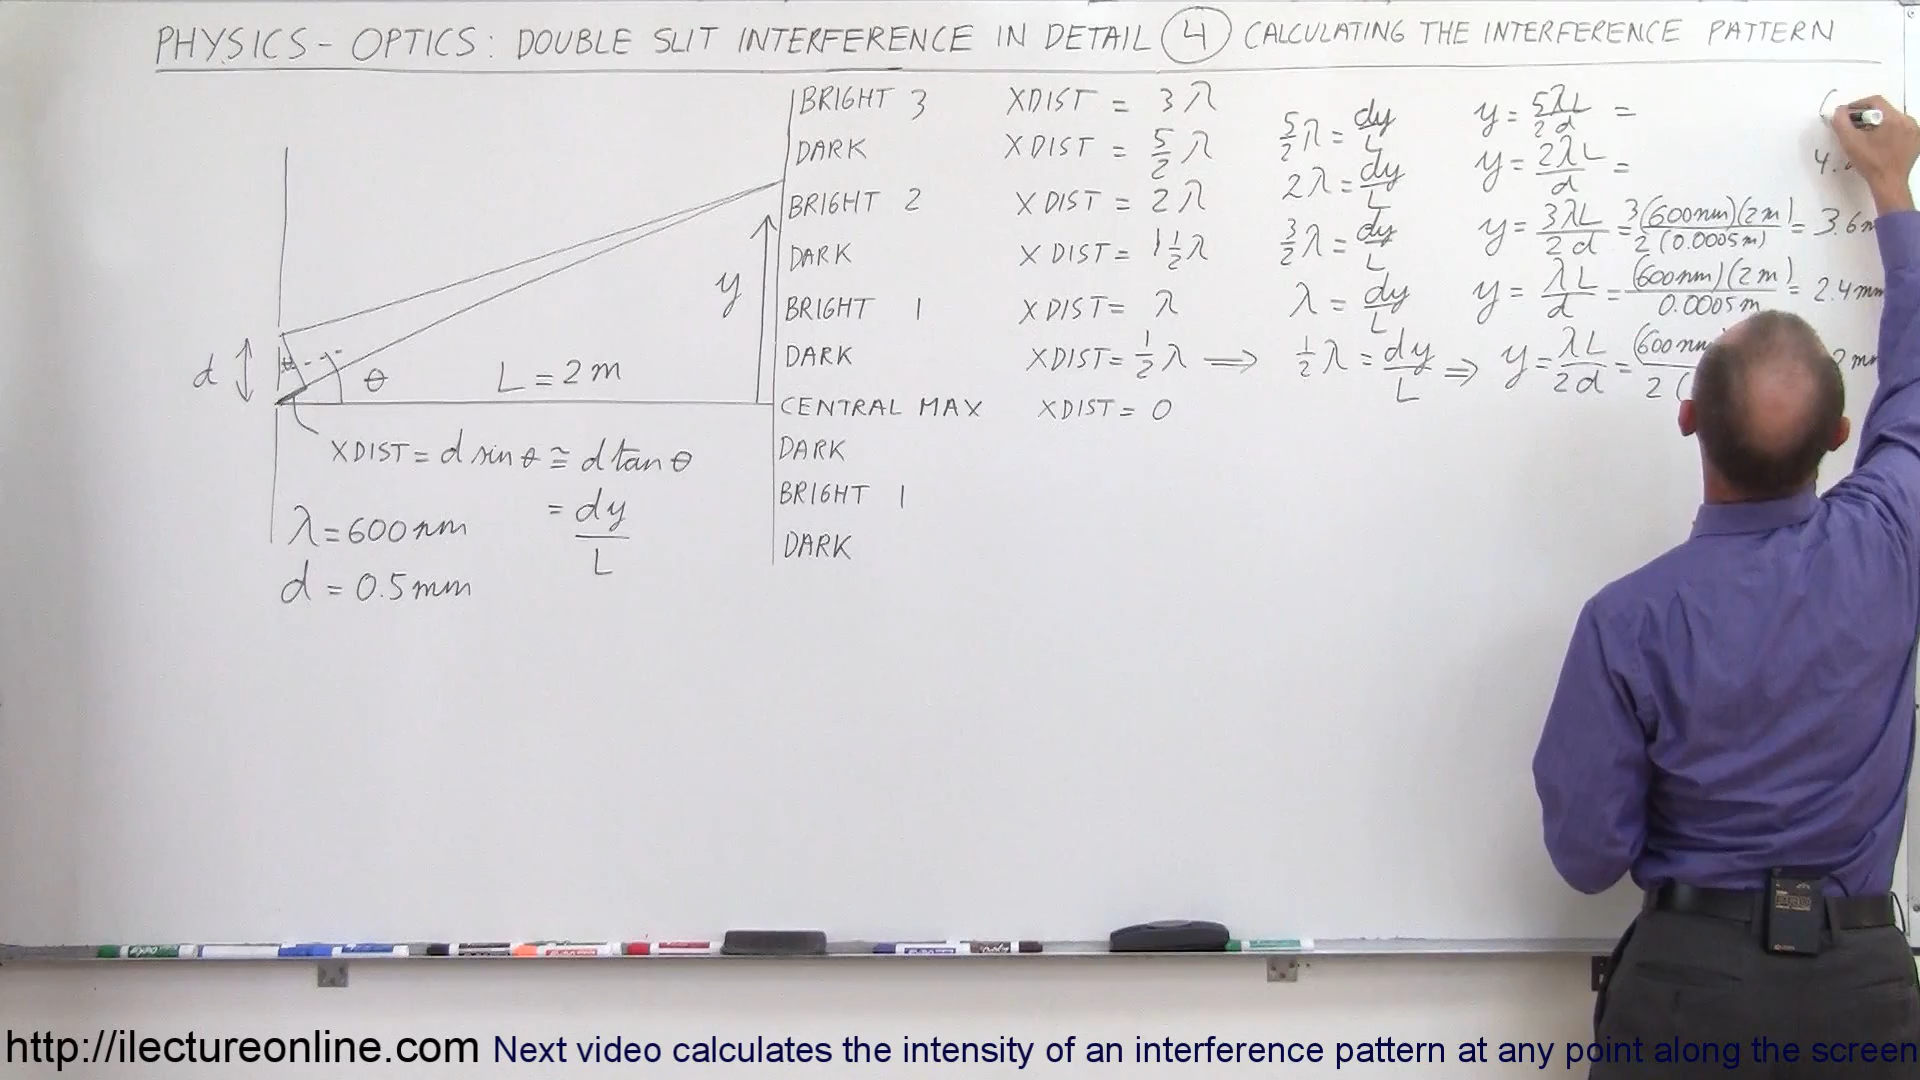 PHYSICS - OPTICS: DOUBLE SLIT INTERFERENCE IN DETAIL 4 CALCULATING THE INTERFERENCE PATTERN
BRIGHT 3 XDIST = 3λ
DARK XDIST = 5/2 λ 5/2 λ = dy/L y = 5λL/2d =
BRIGHT 2 XDIST = 2λ 2λ = dy/L y = 2λL/d = 4.
DARK XDIST = 1 1/2 λ 3/2 λ = dy/L y = 3λL/2d = 3(600nm)(2m)/2(0.0005m) = 3.6m
BRIGHT 1 XDIST = λ λ = dy/L y = λL/d = (600nm)(2m)/0.0005m = 2.4mm
DARK XDIST = 1/2 λ ⇒ 1/2 λ = dy/L ⇒ y = λL/2d = (600nm/2( 2mm
CENTRAL MAX XDIST = 0
DARK
BRIGHT 1
DARK
y
d
θ
θ
L = 2m
XDIST = d sin θ ≅ d tan θ
= dy/L
λ = 600nm
d = 0.5mm
http://ilectureonline.com Next video calculates the intensity of an interference pattern at any point along the screen